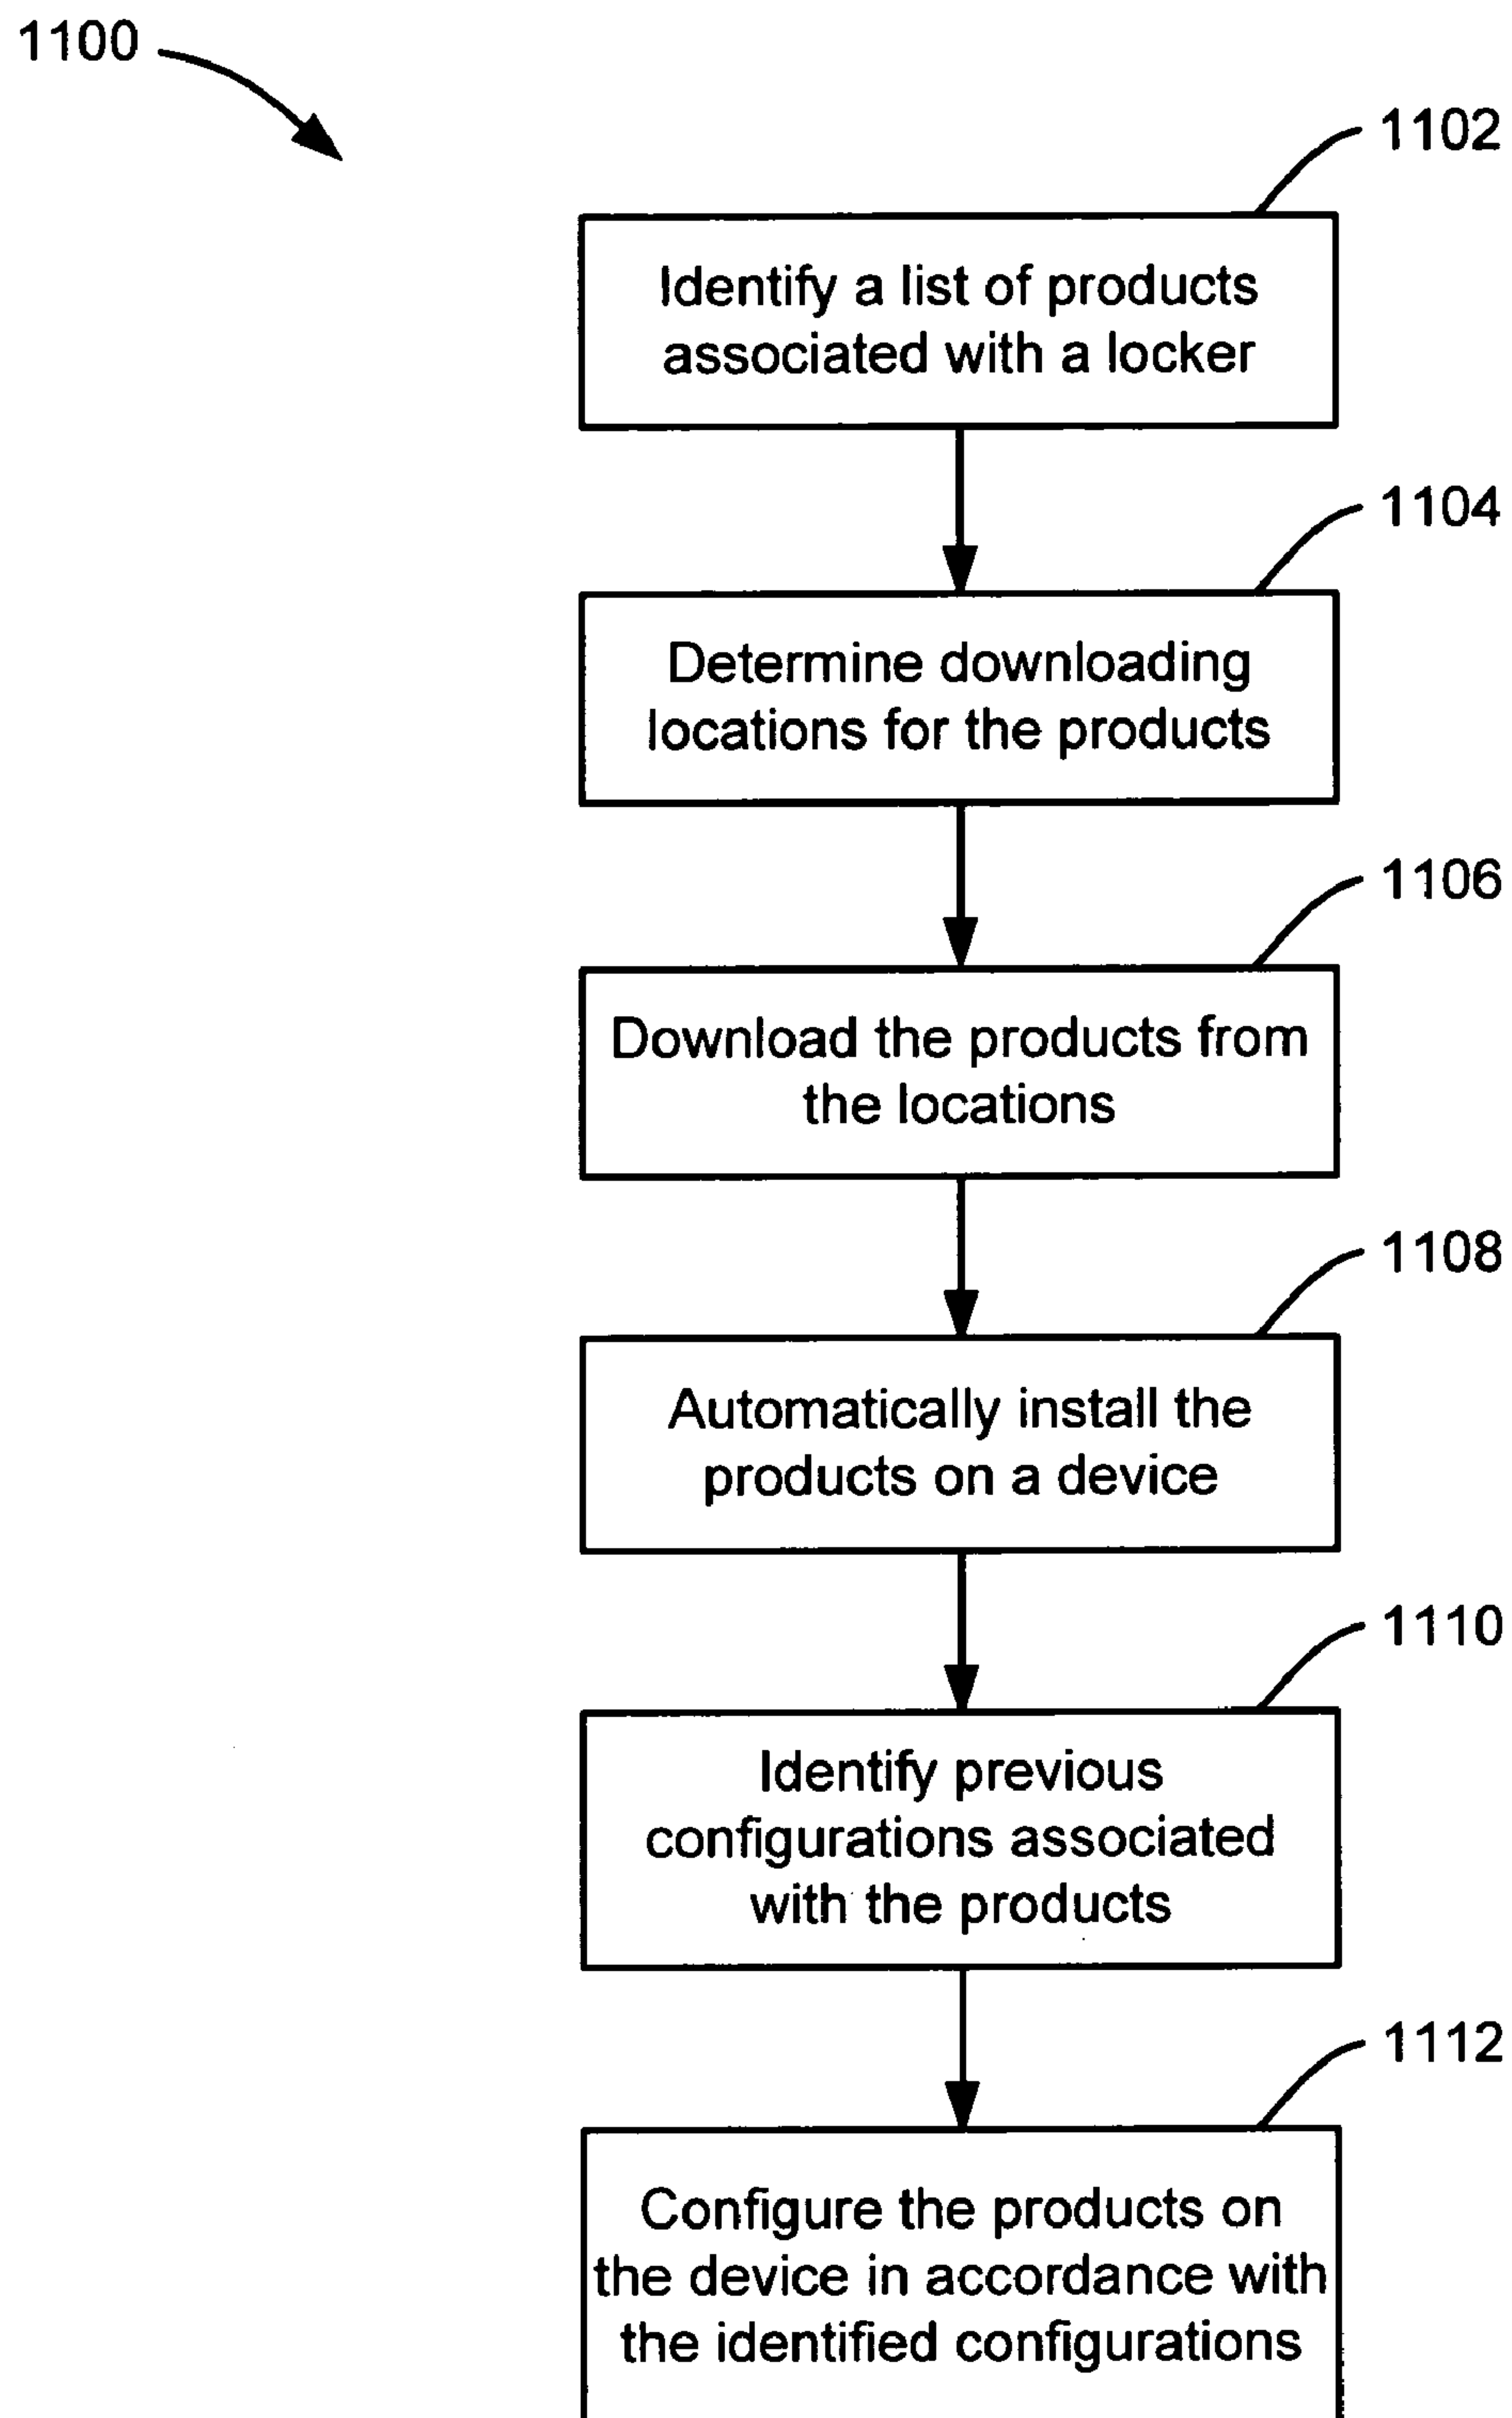 1100
1102
Identify a list of products
associated with a locker
1104
Determine downloading
locations for the products
1106
Download the products from
the locations
1108
Automatically install the
products on a device
1110
Identify previous
configurations associated
with the products
1112
Configure the products on
the device in accordance with
the identified configurations